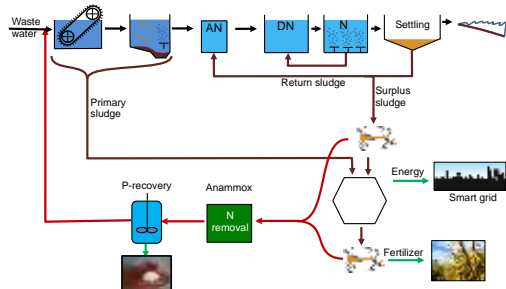 Waste
water
AN
DN
N
Settling
Return sludge
Primary
sludge
Surplus
sludge
Energy
Smart grid
P-recovery
Anammox
N
removal
Fertilizer